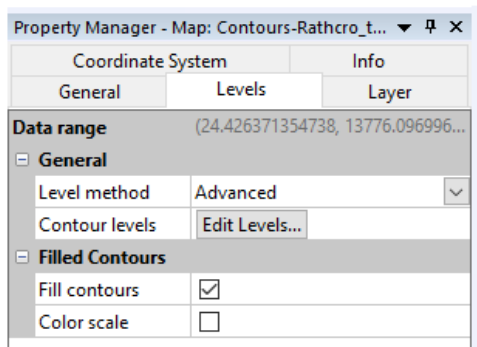 Property Manager - Map: Contours-Rathcro_t...
Coordinate System Info
General Levels Layer
Data range (24.426371354738, 13776.096996...
General
Level method Advanced
Contour levels Edit Levels...
Filled Contours
Fill contours
Color scale